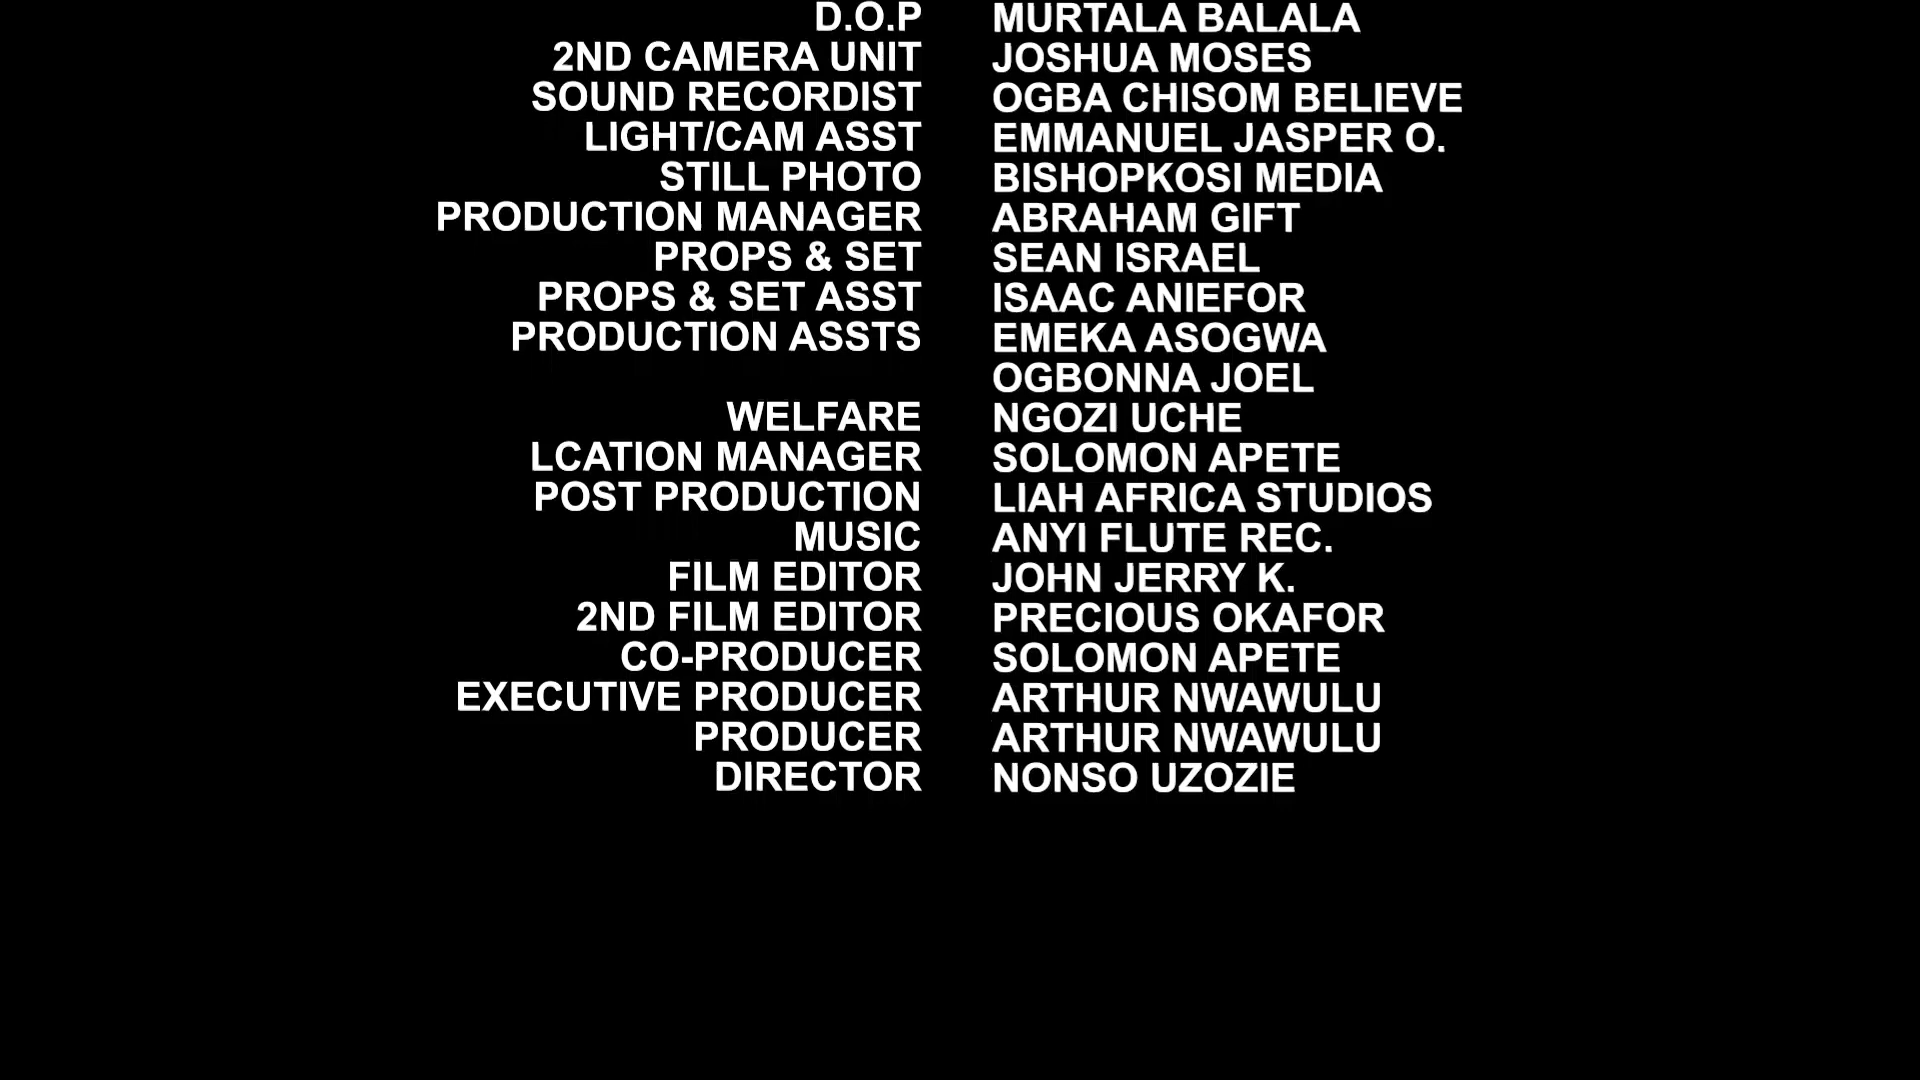 D.O.P MURTALA BALALA
2ND CAMERA UNIT JOSHUA MOSES
SOUND RECORDIST OGBA CHISOM BELIEVE
LIGHT/CAM ASST EMMANUEL JASPER O.
STILL PHOTO BISHOPKOSI MEDIA
PRODUCTION MANAGER ABRAHAM GIFT
PROPS & SET SEAN ISRAEL
PROPS & SET ASST ISAAC ANIEFOR
PRODUCTION ASSTS EMEKA ASOGWA
OGBONNA JOEL
WELFARE NGOZI UCHE
LCATION MANAGER SOLOMON APETE
POST PRODUCTION LIAH AFRICA STUDIOS
MUSIC ANYI FLUTE REC.
FILM EDITOR JOHN JERRY K.
2ND FILM EDITOR PRECIOUS OKAFOR
CO-PRODUCER SOLOMON APETE
EXECUTIVE PRODUCER ARTHUR NWAWULU
PRODUCER ARTHUR NWAWULU
DIRECTOR NONSO UZOZIE